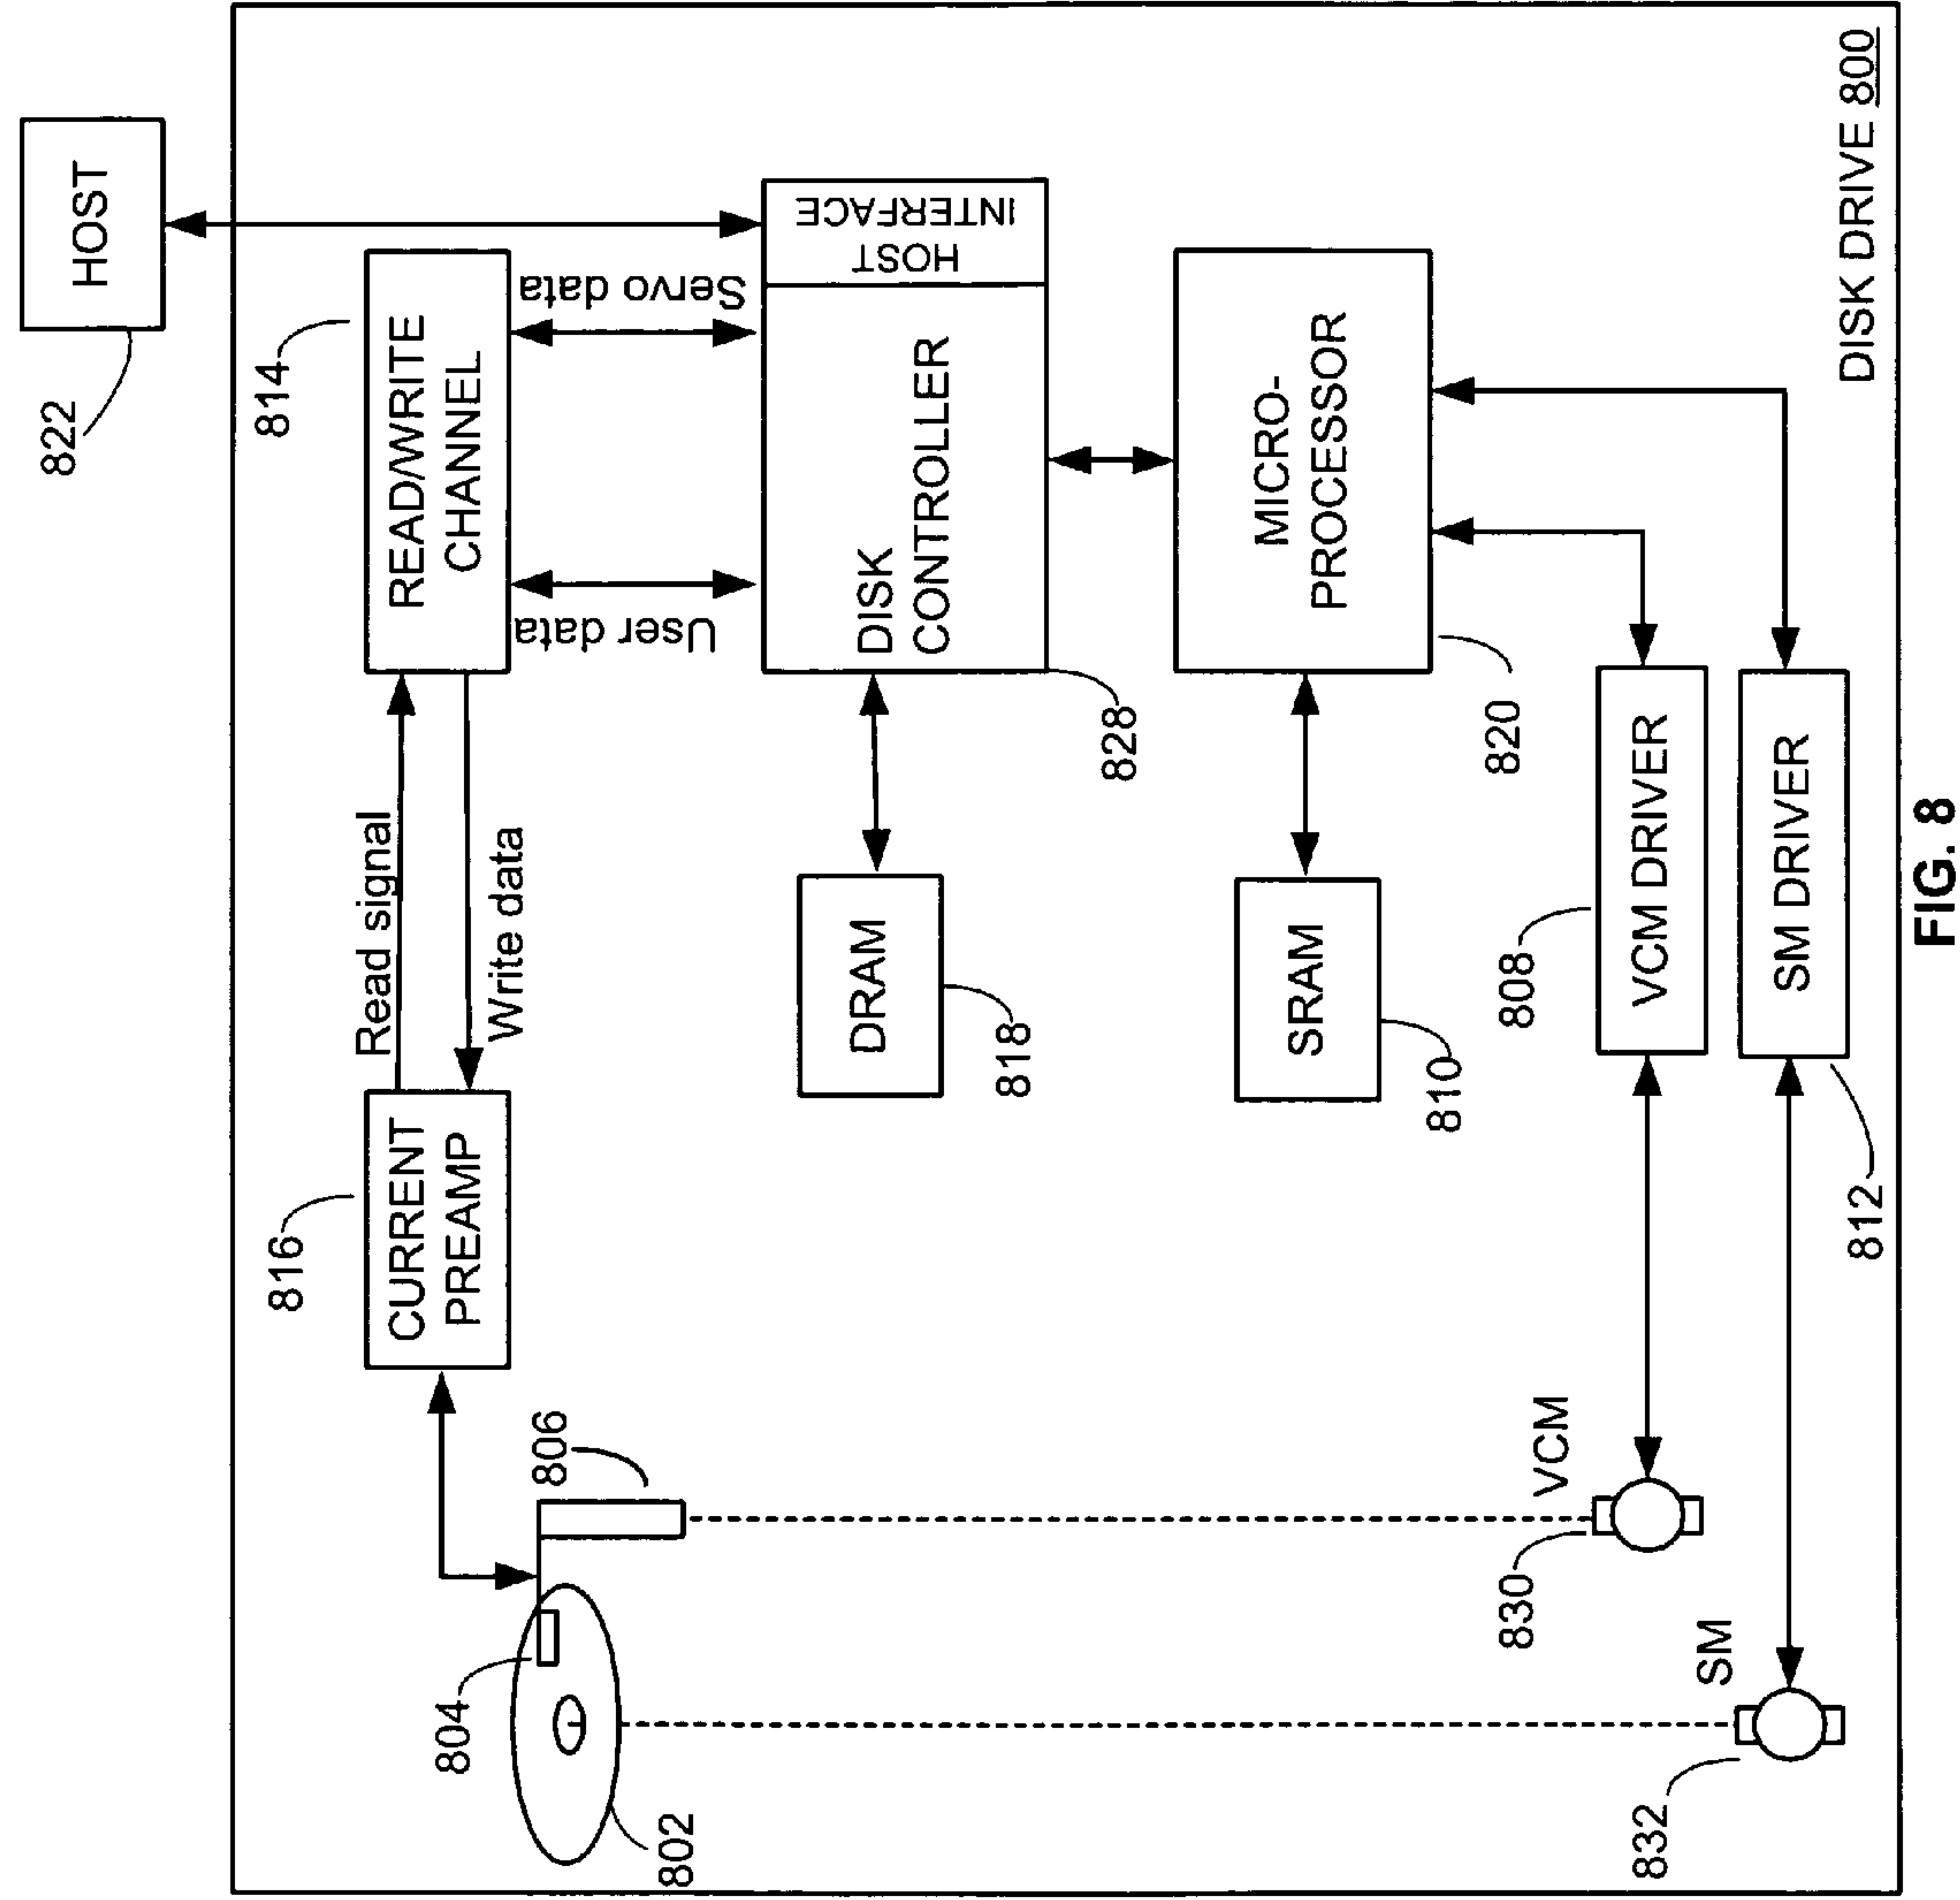 HOST
822
814
READ/WRITE
CHANNEL
816
CURRENT
PREAMP
Read signal
Write data
User data
Servo data
804
806
802
DISK
CONTROLLER
HOST
INTERFACE
828
DRAM
818
MICRO-
PROCESSOR
820
SRAM
810
VCM
830
808
VCM DRIVER
SM
832
SM DRIVER
812
DISK DRIVE 800
FIG. 8